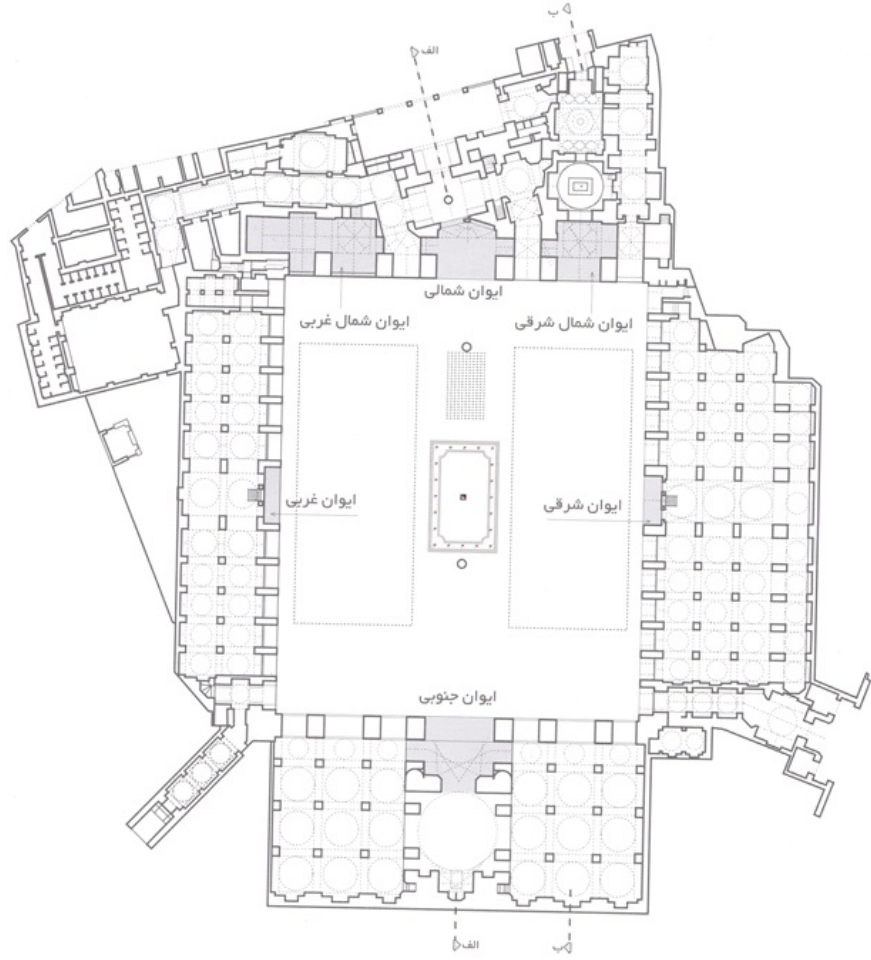 ب
الف
ایوان شمالی
ایوان شمال غربی
ایوان شمال شرقی
ایوان غربی
ایوان شرقی
ایوان جنوبی
الف
ب